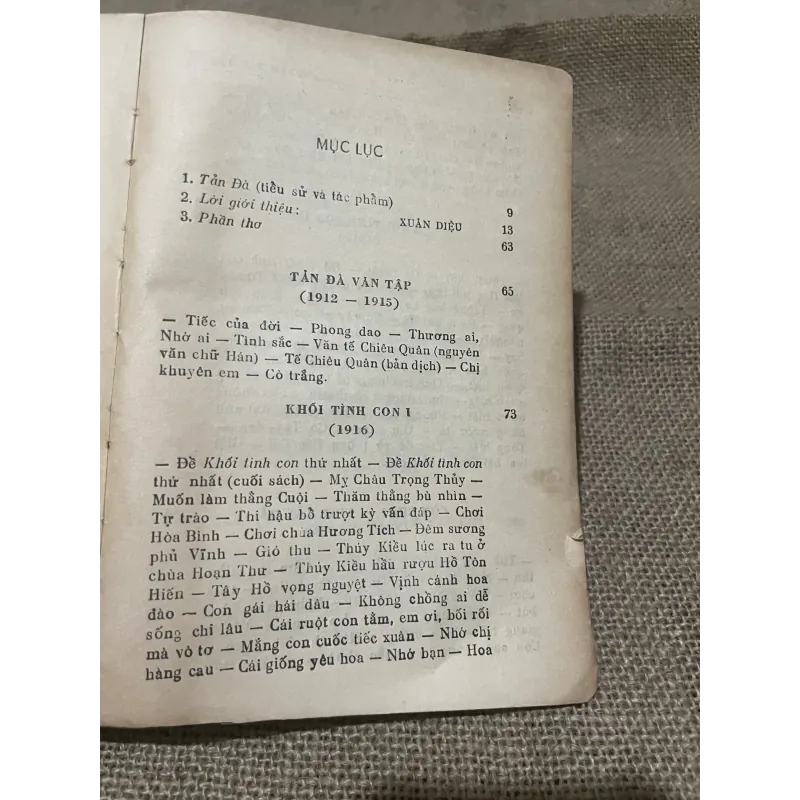 MỤC LỤC
1. Tản Đà (tiểu sử và tác phẩm) 9
2. Lời giới thiệu: XUÂN DIỆU 13
3. Phần thơ 63
TẢN ĐÀ VĂN TẬP 65
(1912 — 1915)
— Tiếc của đời — Phong dao — Thương ai,
Nhớ ai — Tình sắc — Văn tế Chiêu Quân (nguyên
văn chữ Hán) — Tế Chiêu Quân (bản dịch) — Chị
khuyên em — Cò trắng.
KHỐI TÌNH CON I 73
(1916)
— Đề Khối tình con thứ nhất — Đề Khối tình con
thứ nhất (cuối sách) — Mỵ Châu Trọng Thủy —
Muốn làm thằng Cuội — Thăm thằng bù nhìn —
Tự trào — Thi hậu bổ trượt kỳ vấn đáp — Chơi
Hòa Bình — Chơi chùa Hương Tích — Đêm sương
phủ Vĩnh — Gió thu — Thúy Kiều lúc ra tu ở
chùa Hoạn Thư — Thúy Kiều hầu rượu Hồ Tôn
Hiến — Tây Hồ vọng nguyệt — Vịnh cảnh hoa
đào — Con gái hái dâu — Không chồng ai dễ
sống chi lâu — Cái ruột con tằm, em ơi, bối rối
mà vò tơ — Mắng con cuốc tiếc xuân — Nhớ chị
hàng cau — Cái giống yêu hoa — Nhớ bạn — Hoa